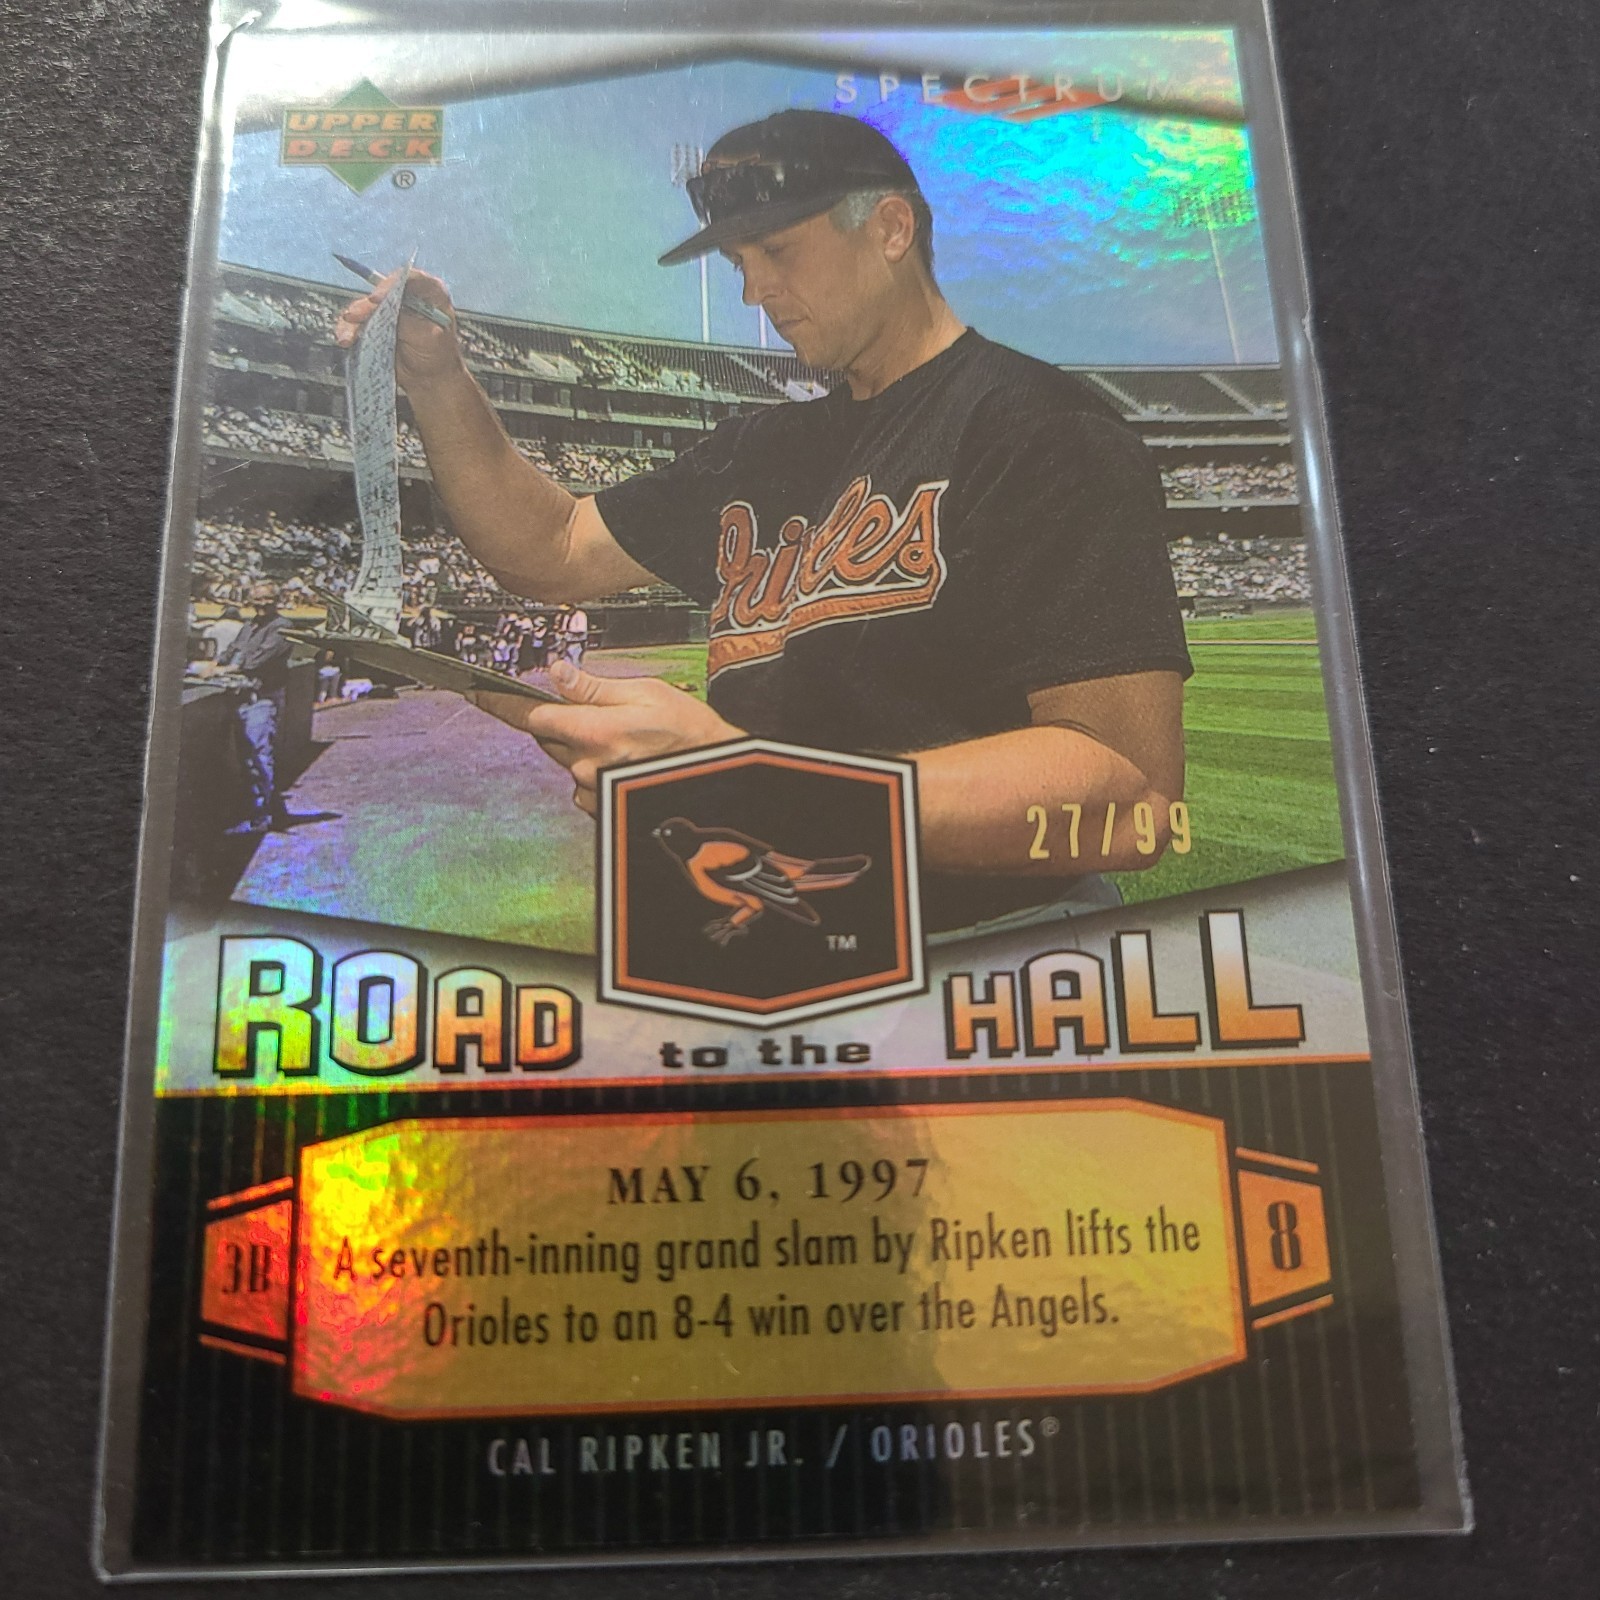 SPECTRUM
UPPER
DECK
®
Orioles
27/99
TM
ROAD to the HALL
MAY 6, 1997
3B
A seventh-inning grand slam by Ripken lifts the
Orioles to an 8-4 win over the Angels.
8
CAL RIPKEN JR. / ORIOLES®